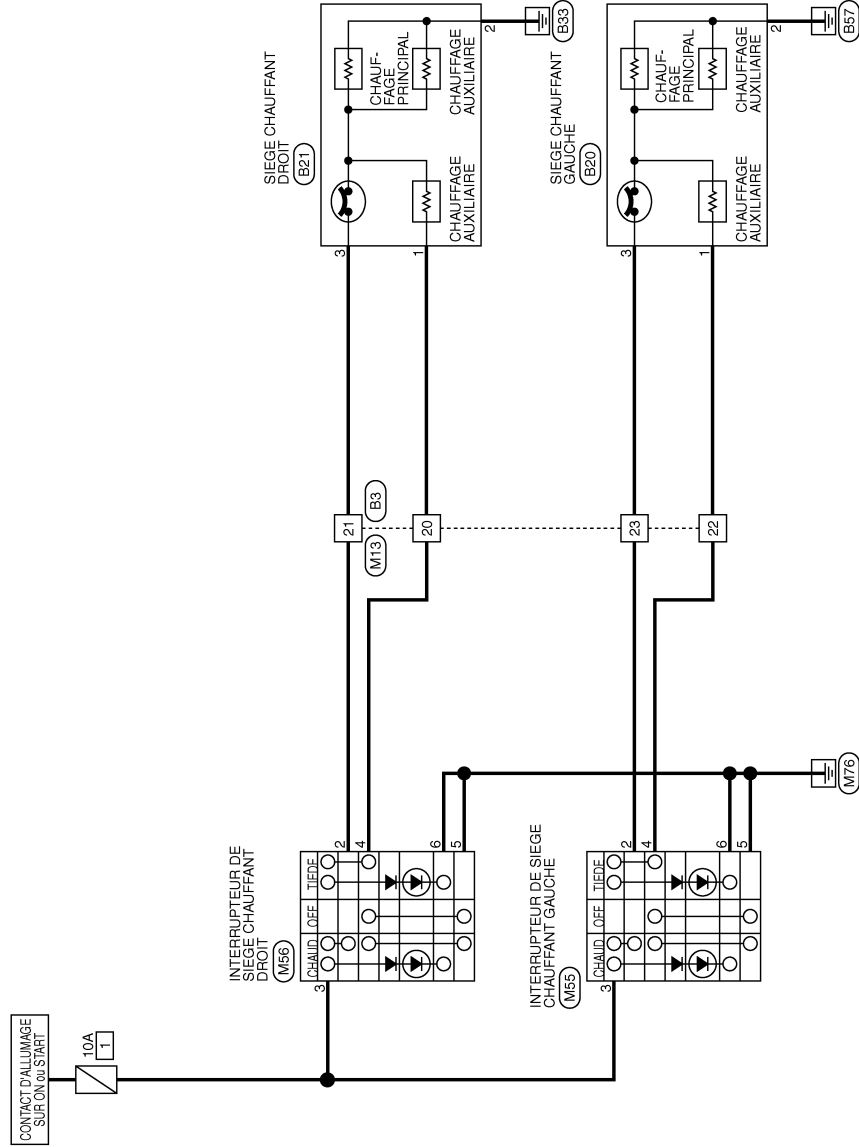 CONTACT D'ALLUMAGE
SUR ON ou START
10A
1
INTERRUPTEUR DE
SIEGE CHAUFFANT
DROIT
M56
CHAUD
OFF
TIEDE
3
2
4
6
5
INTERRUPTEUR DE SIEGE
CHAUFFANT GAUCHE
M55
CHAUD
OFF
TIEDE
3
2
4
6
5
M76
M13
B3
21
20
23
22
SIEGE CHAUFFANT
DROIT
B21
3
1
2
CHAUF-
FAGE
PRINCIPAL
CHAUFFAGE
AUXILIAIRE
CHAUFFAGE
AUXILIAIRE
B33
SIEGE CHAUFFANT
GAUCHE
B20
3
1
2
CHAUF-
FAGE
PRINCIPAL
CHAUFFAGE
AUXILIAIRE
CHAUFFAGE
AUXILIAIRE
B57